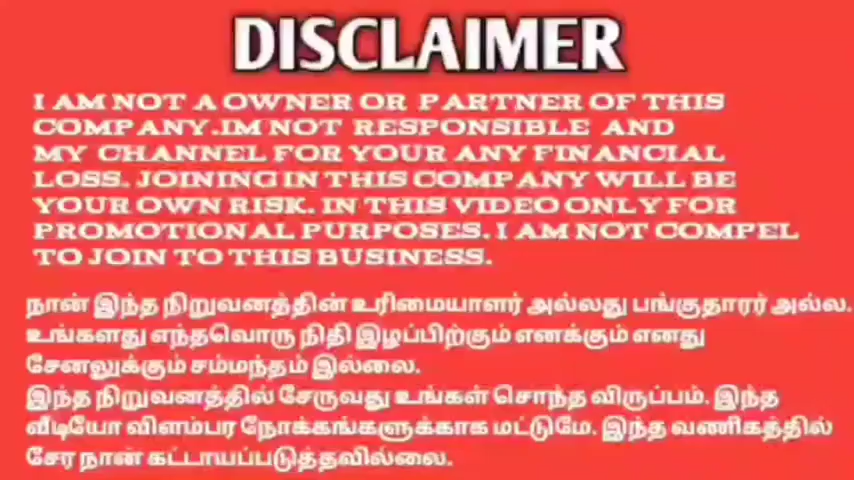 DISCLAIMER
I AM NOT A OWNER OR PARTNER OF THIS
COMPANY.IM NOT RESPONSIBLE AND
MY CHANNEL FOR YOUR ANY FINANCIAL
LOSS. JOINING IN THIS COMPANY WILL BE
YOUR OWN RISK. IN THIS VIDEO ONLY FOR
PROMOTIONAL PURPOSES. I AM NOT COMPEL
TO JOIN TO THIS BUSINESS.
நான் இந்த நிறுவனத்தின் உரிமையாளர் அல்லது பங்குதாரர் அல்ல.
உங்களது எந்தவொரு நிதி இழப்பிற்கும் எனக்கும் எனது
சேனலுக்கும் சம்மந்தம் இல்லை.
இந்த நிறுவனத்தில் சேருவது உங்கள் சொந்த விருப்பம். இந்த
வீடியோ விளம்பர நோக்கங்களுக்காக மட்டுமே. இந்த வணிகத்தில்
சேர நான் கட்டாயப்படுத்தவில்லை.